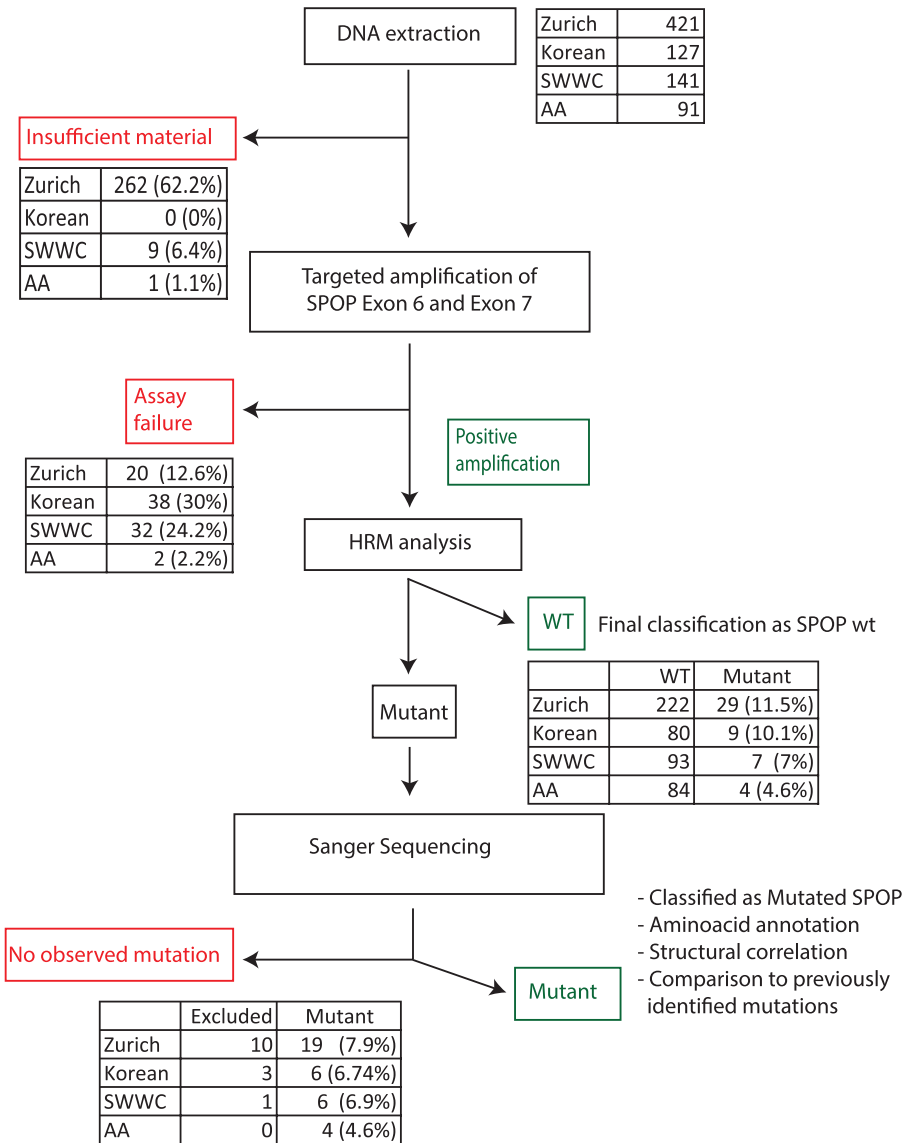 DNA extraction
Zurich 421
Korean 127
SWWC 141
AA 91
Insufficient material
Zurich 262 (62.2%)
Korean 0 (0%)
SWWC 9 (6.4%)
AA 1 (1.1%)
Targeted amplification of
SPOP Exon 6 and Exon 7
Assay
failure
Zurich 20 (12.6%)
Korean 38 (30%)
SWWC 32 (24.2%)
AA 2 (2.2%)
Positive
amplification
HRM analysis
WT
Final classification as SPOP wt
WT Mutant
Zurich 222 29 (11.5%)
Korean 80 9 (10.1%)
SWWC 93 7 (7%)
AA 84 4 (4.6%)
Mutant
Sanger Sequencing
No observed mutation
Excluded Mutant
Zurich 10 19 (7.9%)
Korean 3 6 (6.74%)
SWWC 1 6 (6.9%)
AA 0 4 (4.6%)
Mutant
- Classified as Mutated SPOP
- Aminoacid annotation
- Structural correlation
- Comparison to previously
identified mutations